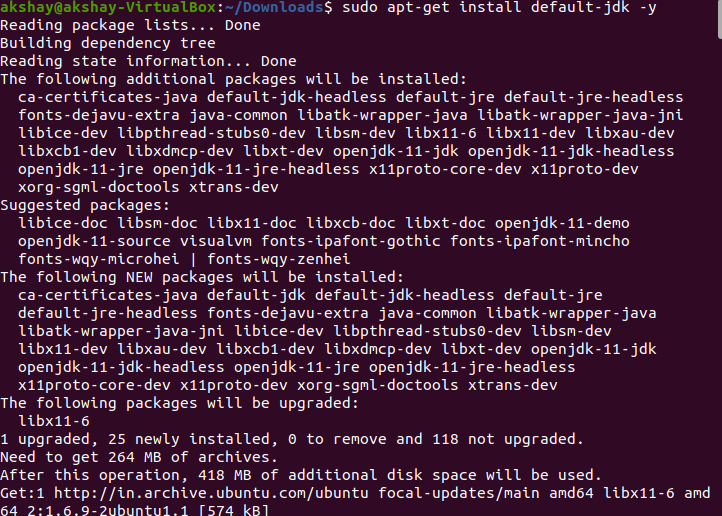 akshay@akshay-VirtualBox:~/Downloads$ sudo apt-get install default-jdk -y
Reading package lists... Done
Building dependency tree
Reading state information... Done
The following additional packages will be installed:
  ca-certificates-java default-jdk-headless default-jre default-jre-headless
  fonts-dejavu-extra java-common libatk-wrapper-java libatk-wrapper-java-jni
  libice-dev libpthread-stubs0-dev libsm-dev libx11-6 libx11-dev libxau-dev
  libxcb1-dev libxdmcp-dev libxt-dev openjdk-11-jdk openjdk-11-jdk-headless
  openjdk-11-jre openjdk-11-jre-headless x11proto-core-dev x11proto-dev
  xorg-sgml-doctools xtrans-dev
Suggested packages:
  libice-doc libsm-doc libx11-doc libxcb-doc libxt-doc openjdk-11-demo
  openjdk-11-source visualvm fonts-ipafont-gothic fonts-ipafont-mincho
  fonts-wqy-microhei | fonts-wqy-zenhei
The following NEW packages will be installed:
  ca-certificates-java default-jdk default-jdk-headless default-jre
  default-jre-headless fonts-dejavu-extra java-common libatk-wrapper-java
  libatk-wrapper-java-jni libice-dev libpthread-stubs0-dev libsm-dev
  libx11-dev libxau-dev libxcb1-dev libxdmcp-dev libxt-dev openjdk-11-jdk
  openjdk-11-jdk-headless openjdk-11-jre openjdk-11-jre-headless
  x11proto-core-dev x11proto-dev xorg-sgml-doctools xtrans-dev
The following packages will be upgraded:
  libx11-6
1 upgraded, 25 newly installed, 0 to remove and 118 not upgraded.
Need to get 264 MB of archives.
After this operation, 418 MB of additional disk space will be used.
Get:1 http://in.archive.ubuntu.com/ubuntu focal-updates/main amd64 libx11-6 amd
64 2:1.6.9-2ubuntu1.1 [574 kB]